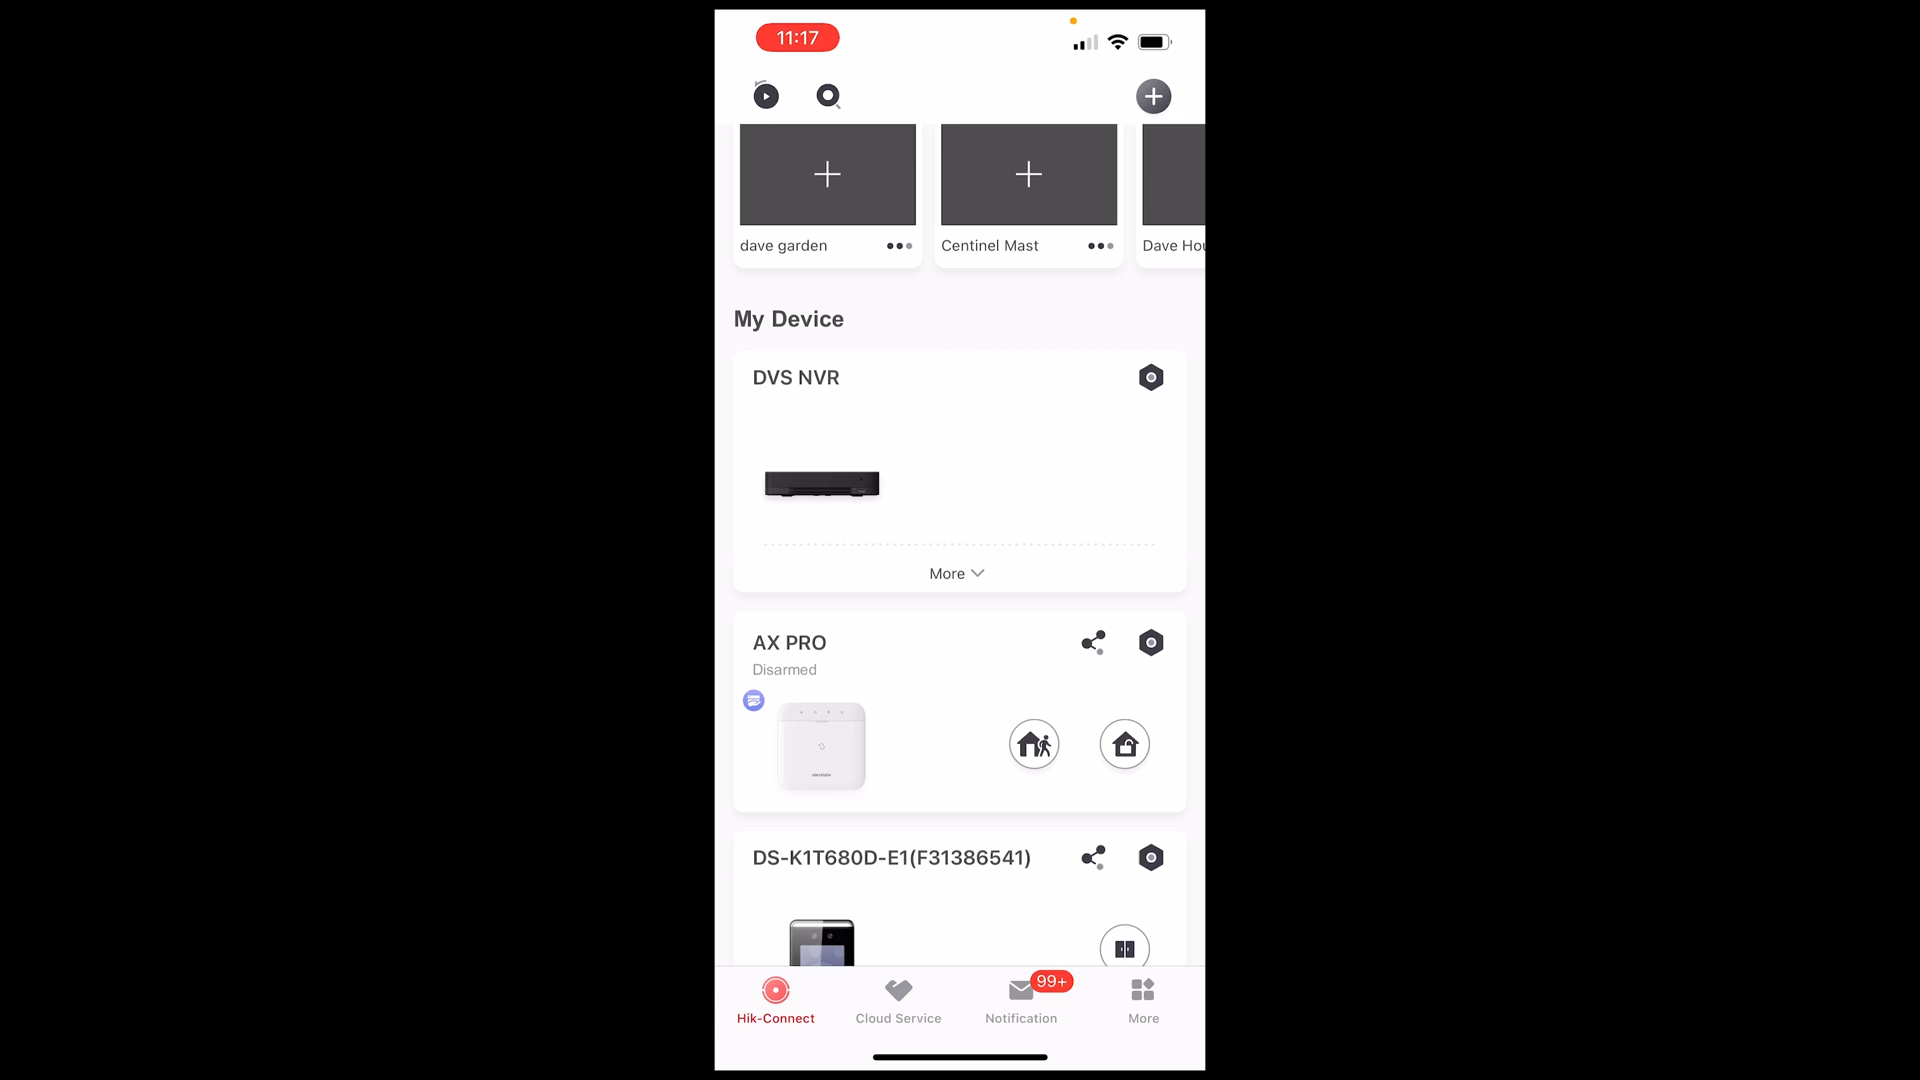 11:17
dave garden
Centinel Mast
Dave Hou
My Device
DVS NVR
More
AX PRO
Disarmed
HIKVISION
DS-K1T680D-E1(F31386541)
99+
Hik-Connect
Cloud Service
Notification
More